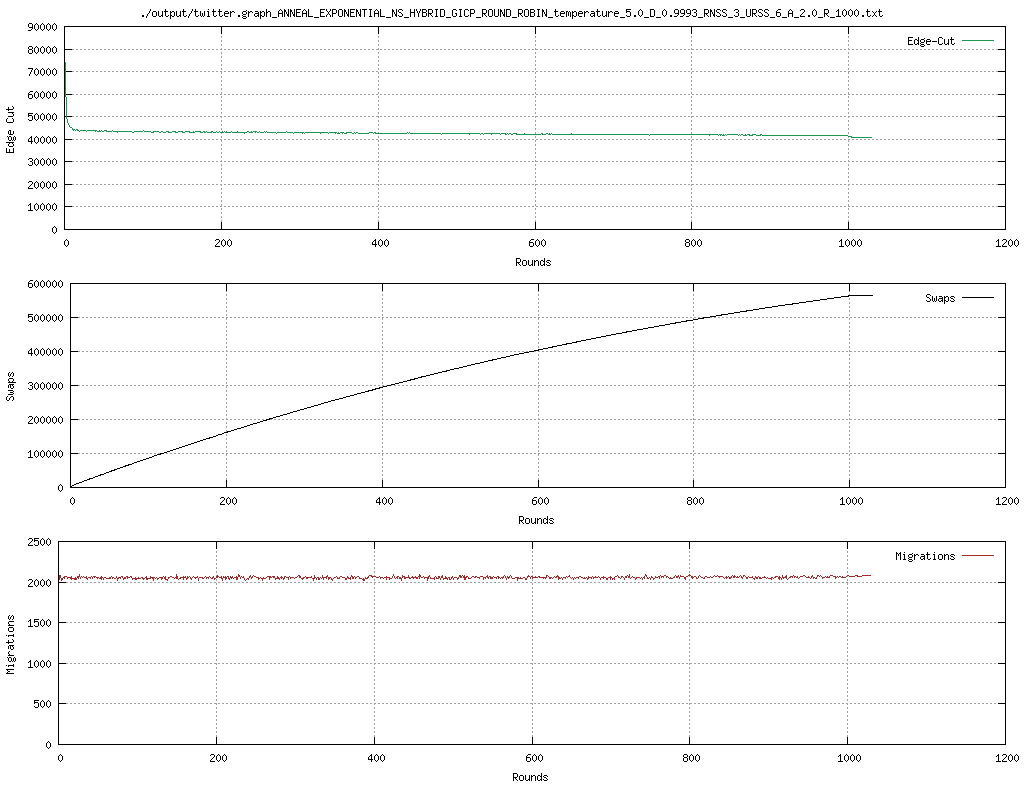 ./output/twitter.graph_ANNEAL_EXPONENTIAL_NS_HYBRID_GICP_ROUND_ROBIN_temperature_5.0_D_0.9993_RNSS_3_URSS_6_A_2.0_R_1000.txt
90000
80000
70000
60000
50000
40000
30000
20000
10000
0
Edge Cut
Edge-Cut
0 200 400 600 800 1000 1200
Rounds
600000
500000
400000
300000
200000
100000
0
Swaps
Swaps
0 200 400 600 800 1000 1200
Rounds
2500
2000
1500
1000
500
0
Migrations
Migrations
0 200 400 600 800 1000 1200
Rounds